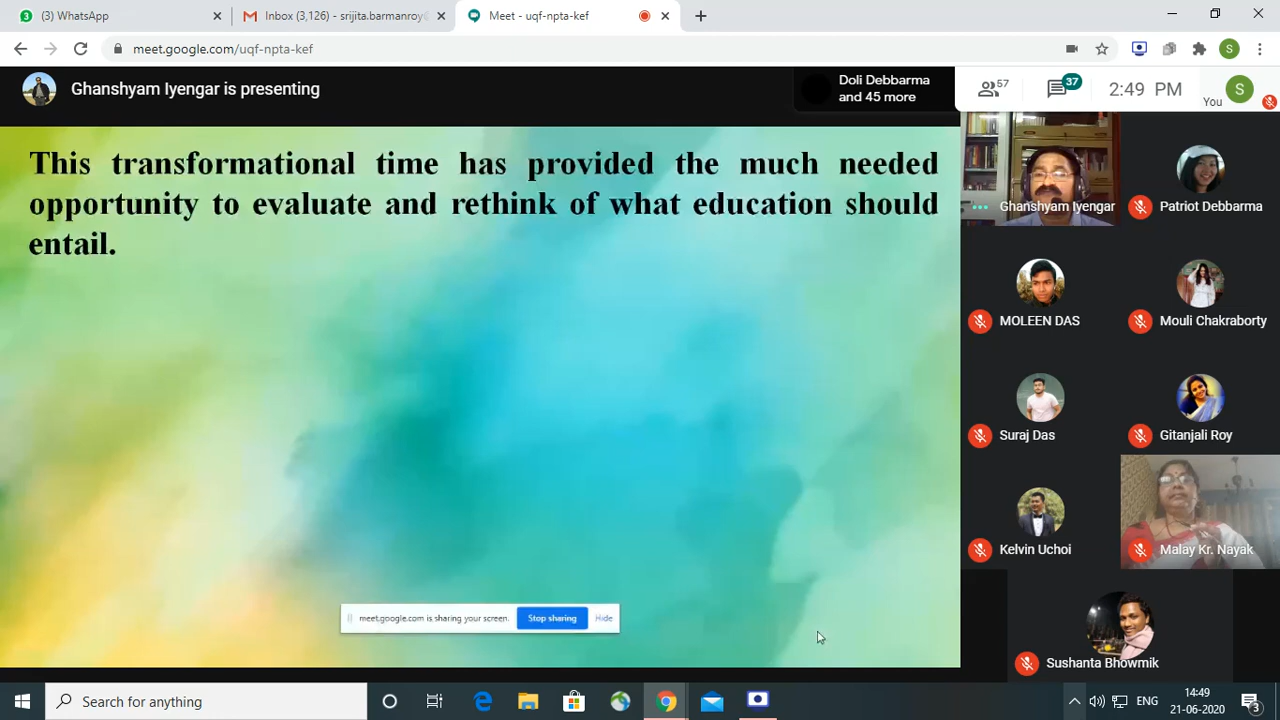 (3) WhatsApp
Inbox (3,126) - srijita.barmanroy@
Meet - uqf-npta-kef
meet.google.com/uqf-npta-kef
S
Ghanshyam Iyengar is presenting
Doli Debbarma
and 45 more
57
37
2:49 PM
You
S
This transformational time has provided the much needed
opportunity to evaluate and rethink of what education should
entail.
Ghanshyam Iyengar
Patriot Debbarma
MOLEEN DAS
Mouli Chakraborty
Suraj Das
Gitanjali Roy
Kelvin Uchoi
Malay Kr. Nayak
Sushanta Bhowmik
meet.google.com is sharing your screen.
Stop sharing
Hide
Search for anything
ENG
14:49
21-06-2020
3